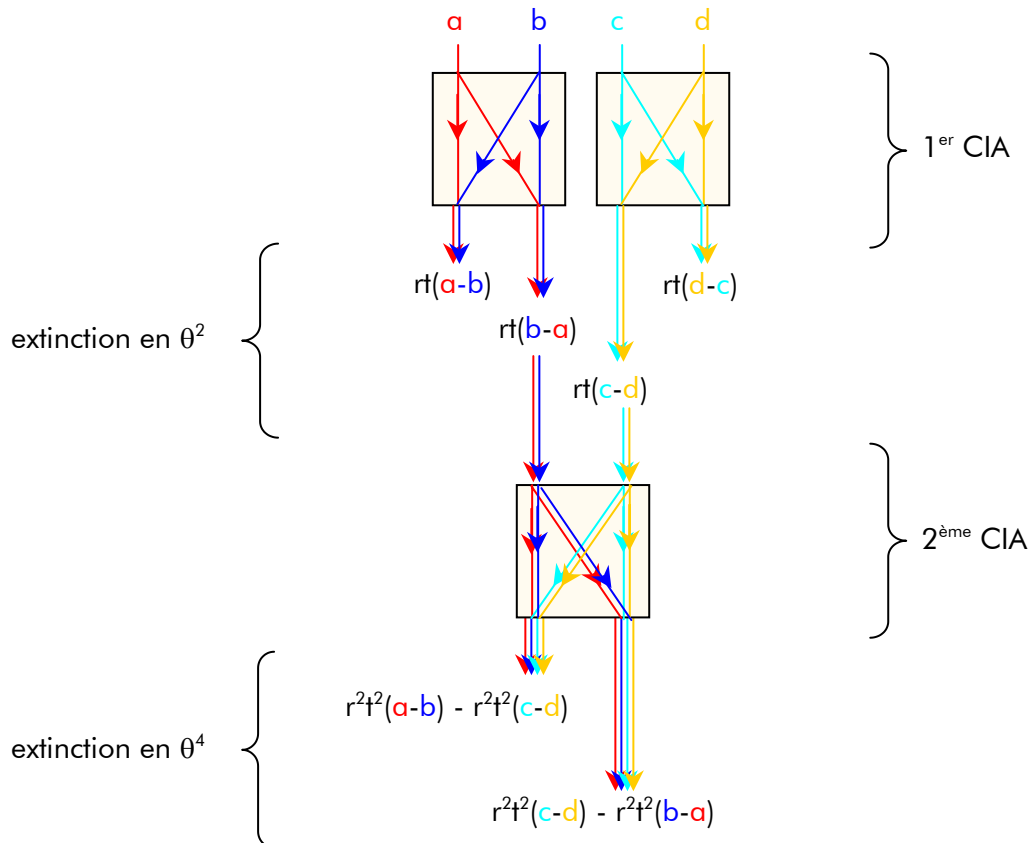 a b c d
1er CIA
rt(a-b) rt(d-c)
rt(b-a)
extinction en θ²
rt(c-d)
2ème CIA
r²t²(a-b) - r²t²(c-d)
extinction en θ⁴
r²t²(c-d) - r²t²(b-a)